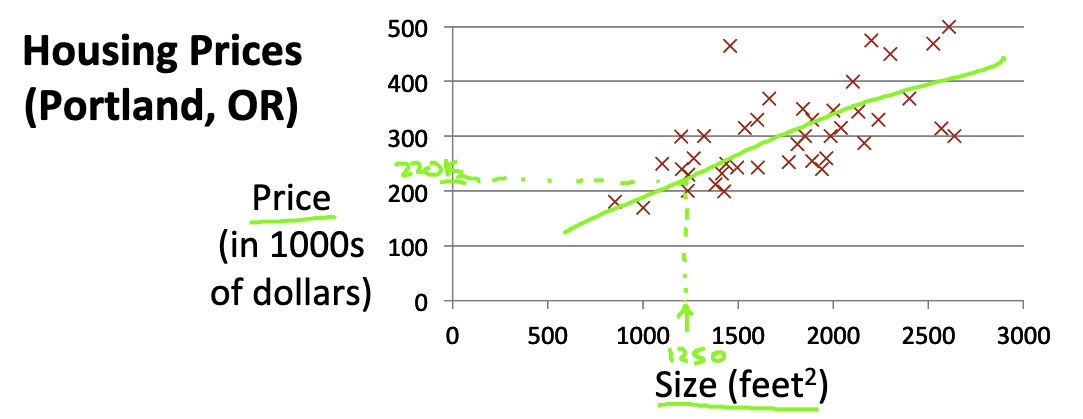 Housing Prices
(Portland, OR)
Price
(in 1000s
of dollars)
500
400
300
220K
200
100
0
0 500 1000 1500 2000 2500 3000
1250
Size (feet²)